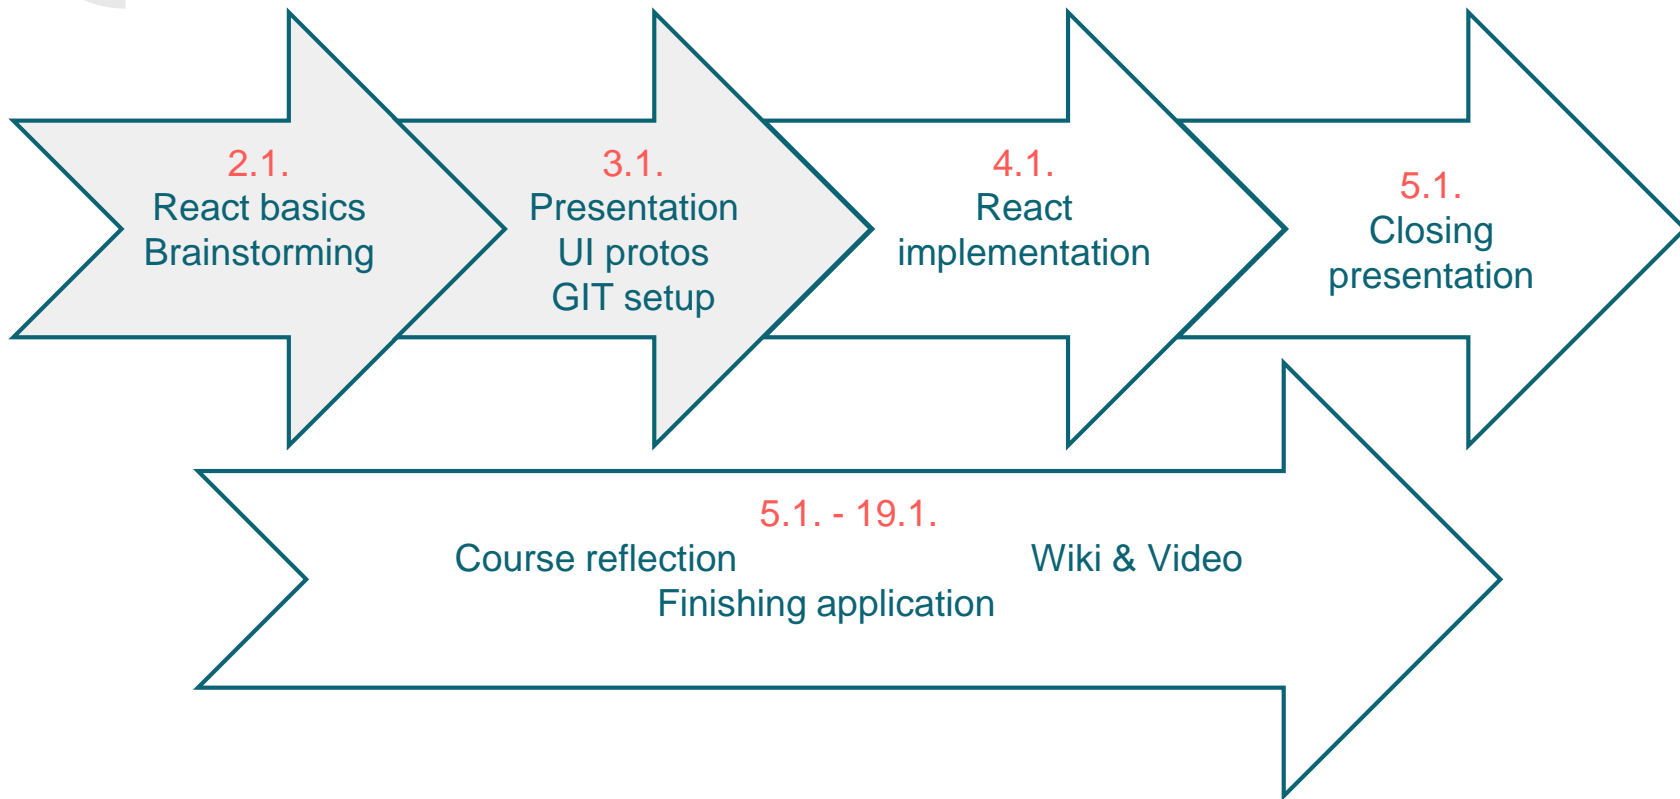 2.1.
React basics
Brainstorming
3.1.
Presentation
UI protos
GIT setup
4.1.
React
implementation
5.1.
Closing
presentation
5.1. - 19.1.
Course reflection Wiki & Video
Finishing application